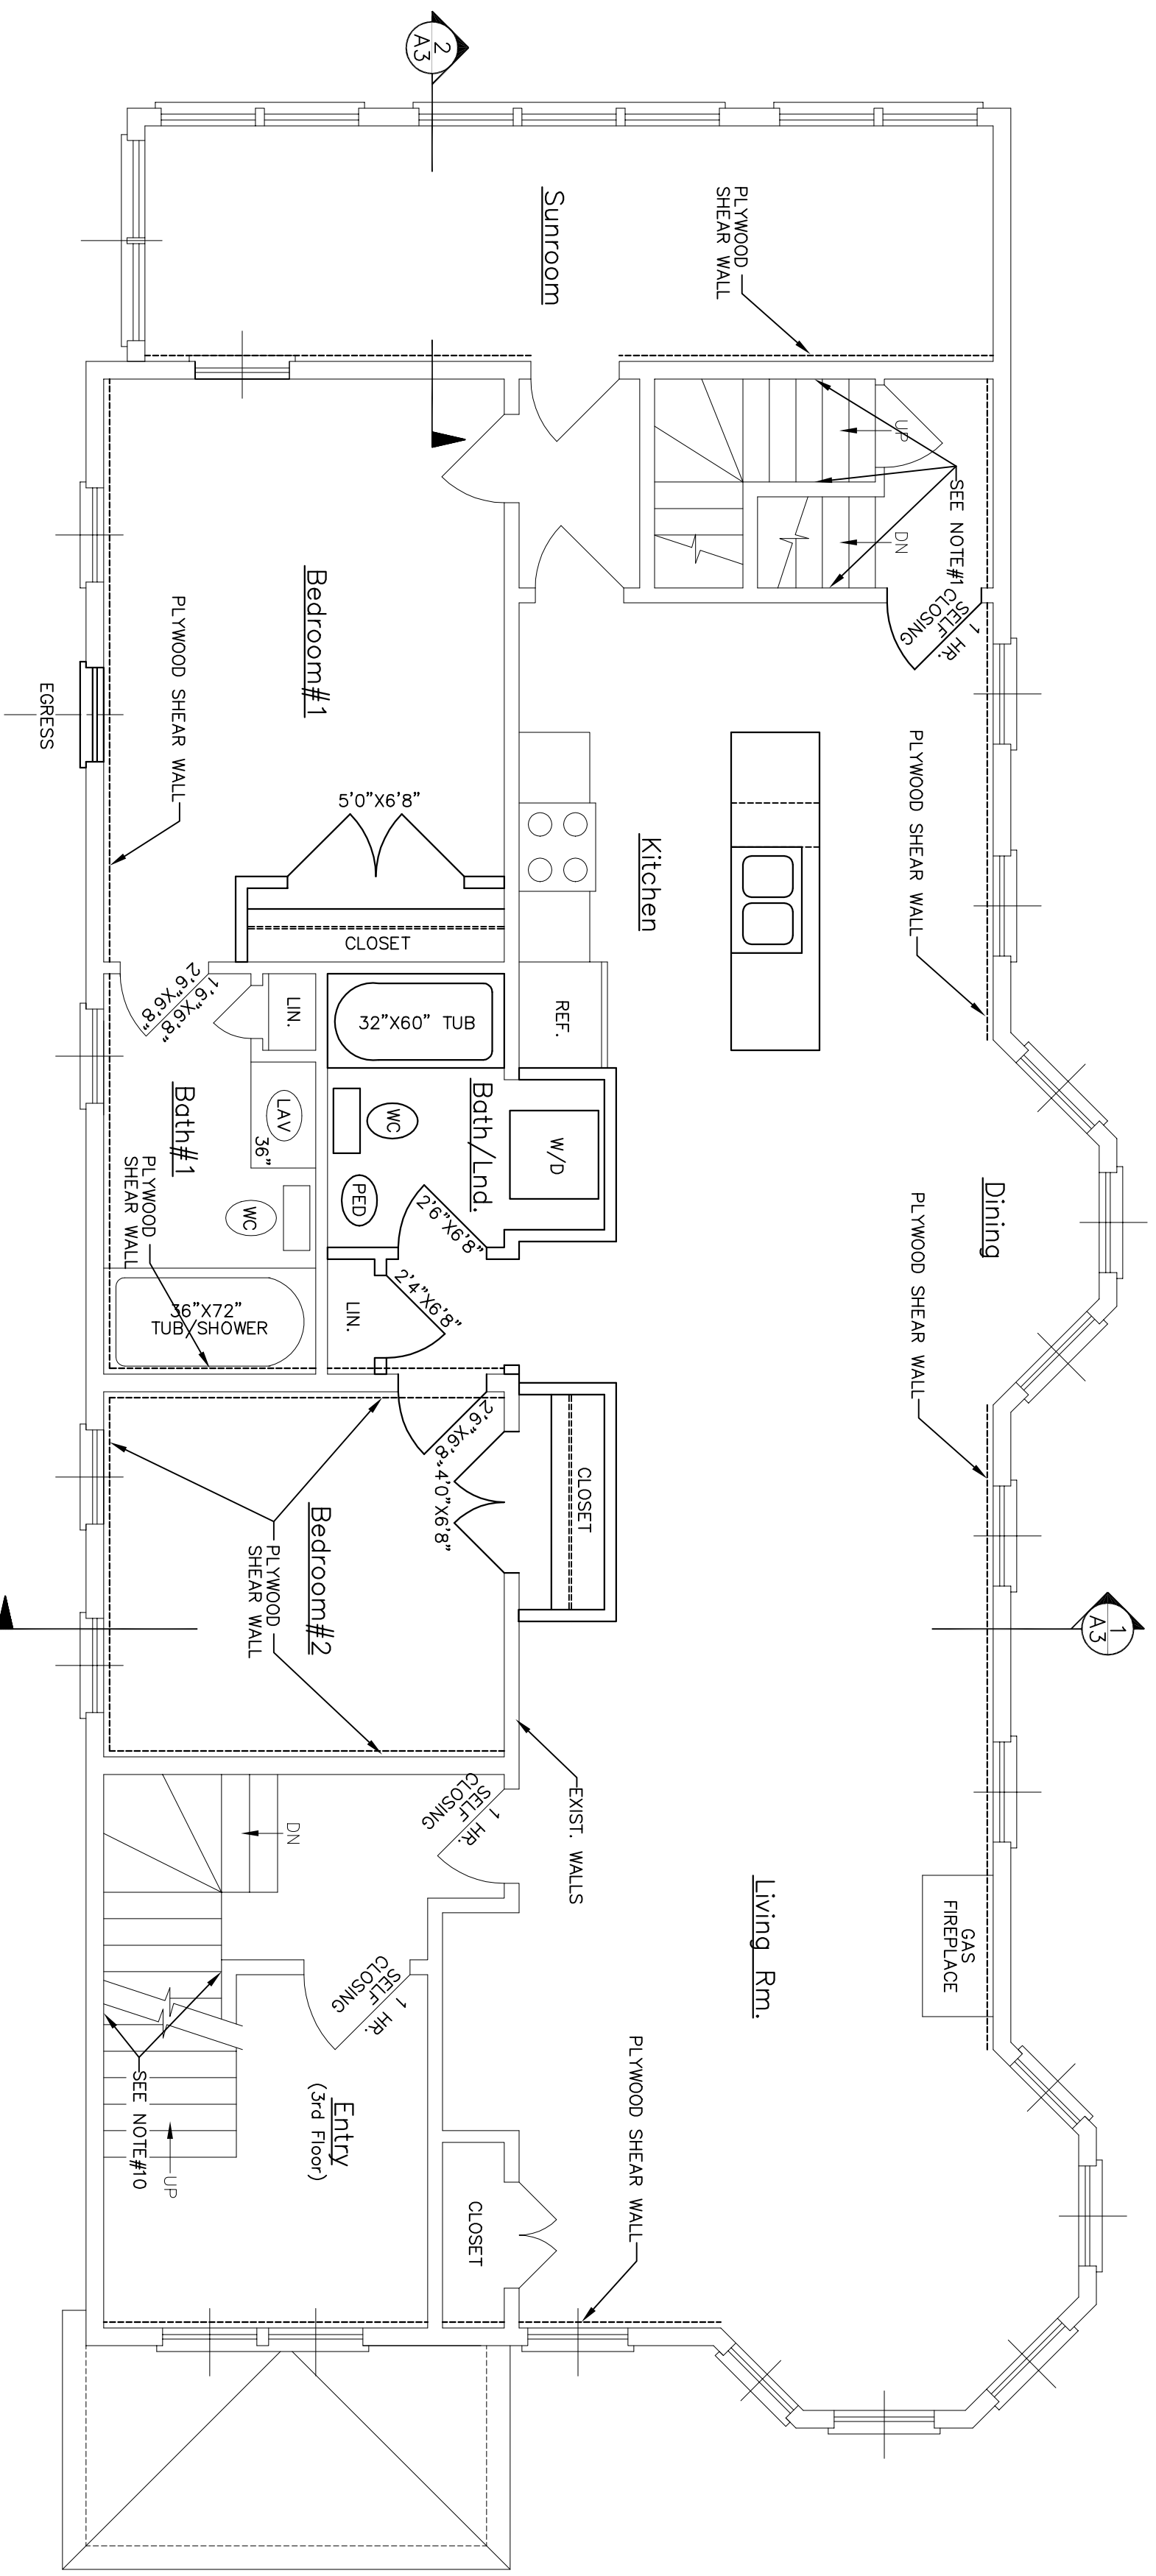 2
A3
Sunroom
PLYWOOD
SHEAR WALL
UP
DN
SEE NOTE#1
1 HR.
SELF
CLOSING
Bedroom#1
PLYWOOD SHEAR WALL
EGRESS
5'0"X6'8"
CLOSET
Kitchen
PLYWOOD SHEAR WALL
REF.
2'6"X6'8"
1'6"X6'8"
LIN.
32"X60" TUB
LAV
36"
Bath#1
PLYWOOD
SHEAR WALL
WC
WC
PED
Bath/Lnd.
W/D
2'6"X6'8"
2'4"X6'8"
LIN.
36"X72"
TUB/SHOWER
Dining
PLYWOOD SHEAR WALL
2'6"X6'8"
4'0"X6'8"
CLOSET
Bedroom#2
PLYWOOD
SHEAR WALL
1
A3
EXIST. WALLS
1 HR.
SELF
CLOSING
DN
Living Rm.
GAS
FIREPLACE
1 HR.
SELF
CLOSING
SEE NOTE#10
UP
Entry
(3rd Floor)
PLYWOOD SHEAR WALL
CLOSET